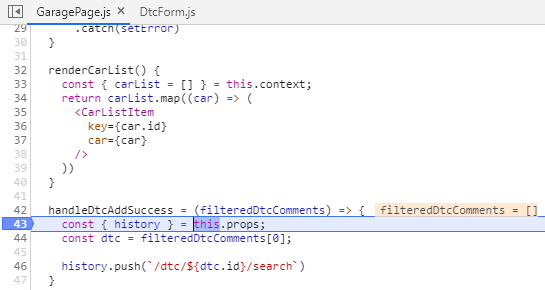 GaragePage.js × DtcForm.js
29 .catch(setError)
30 }
31
32 renderCarList() {
33 const { carList = [] } = this.context;
34 return carList.map((car) => (
35 <CarListItem
36 key={car.id}
37 car={car}
38 />
39 ))
40 }
41
42 handleDtcAddSuccess = (filteredDtcComments) => { filteredDtcComments = []
43 const { history } = this.props;
44 const dtc = filteredDtcComments[0];
45
46 history.push(`/dtc/${dtc.id}/search`)
47 }